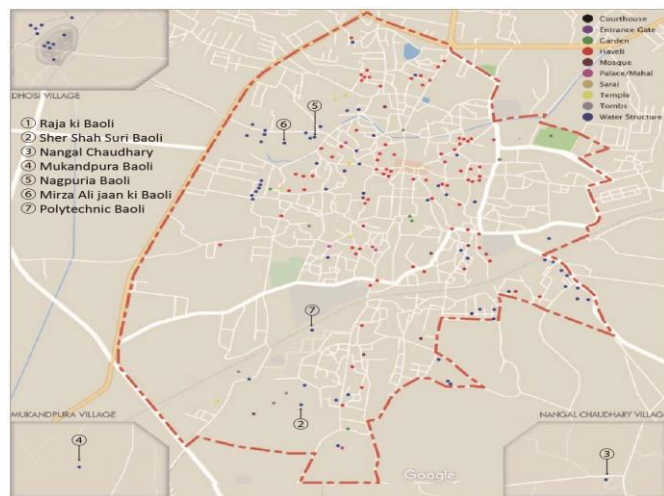 Courthouse
Entrance Gate
Garden
Haveli
Mosque
Palace/Mahal
Sarai
Temple
Tombs
Water Structure
DHOSI VILLAGE
① Raja ki Baoli
② Sher Shah Suri Baoli
③ Nangal Chaudhary
④ Mukandpura Baoli
⑤ Nagpuria Baoli
⑥ Mirza Ali jaan ki Baoli
⑦ Polytechnic Baoli
⑤
⑥
⑦
②
MUKANDPURA VILLAGE
④
NANGAL CHAUDHARY VILLAGE
③
Google